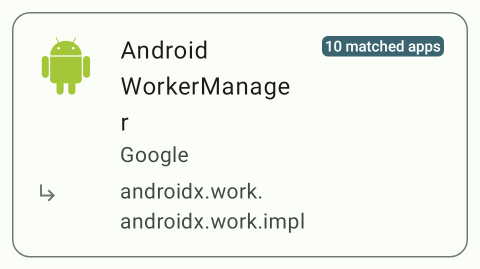 Android
WorkerManage
r
10 matched apps
Google
androidx.work.
androidx.work.impl